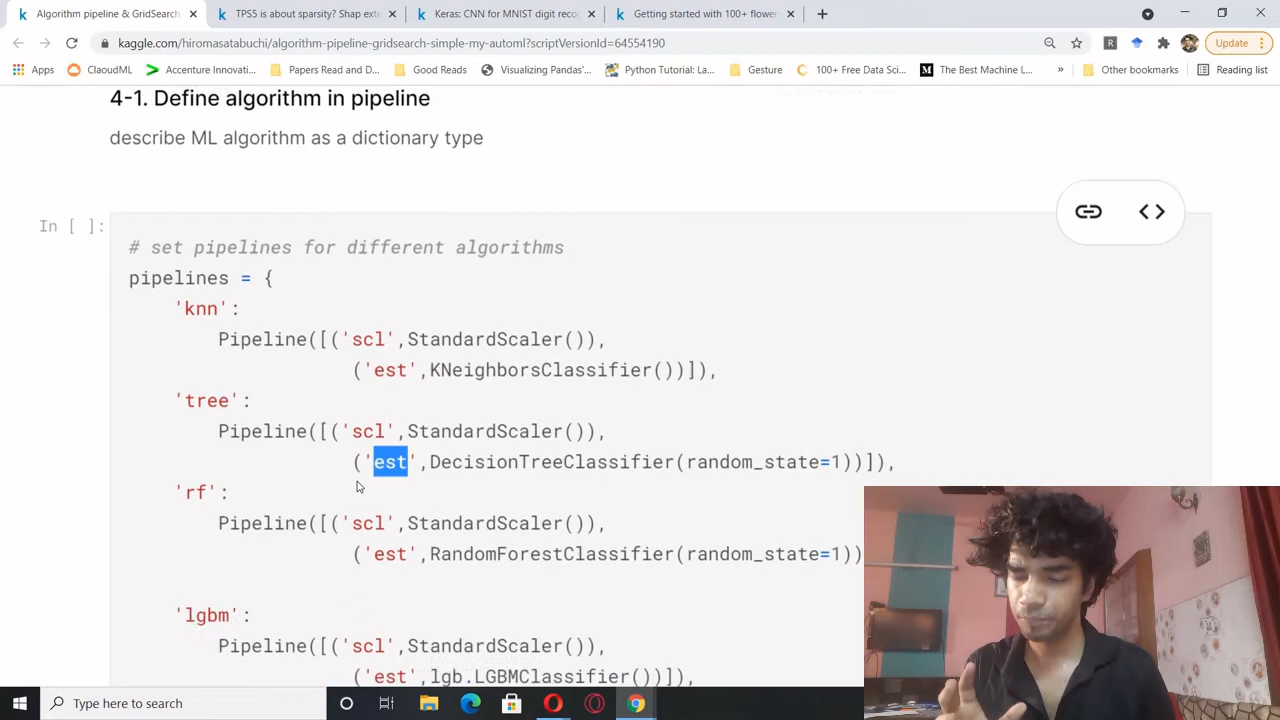 Algorithm pipeline & GridSearch
TPS5 is about sparsity? Shap ext
Keras: CNN for MNIST digit reco
Getting started with 100+ flower
kaggle.com/hiromasatabuchi/algorithm-pipeline-gridsearch-simple-my-automl?scriptVersionId=64554190
Update
Apps
ClaoudML
Accenture Innovati...
Papers Read and D...
Good Reads
Visualizing Pandas'...
Python Tutorial: La...
Gesture
100+ Free Data Sci...
The Best Machine L...
»
Other bookmarks
Reading list
4-1. Define algorithm in pipeline
describe ML algorithm as a dictionary type
In [ ]:
# set pipelines for different algorithms
pipelines = {
'knn':
Pipeline([('scl',StandardScaler()),
('est',KNeighborsClassifier())]),
'tree':
Pipeline([('scl',StandardScaler()),
('est',DecisionTreeClassifier(random_state=1))]),
'rf':
Pipeline([('scl',StandardScaler()),
('est',RandomForestClassifier(random_state=1))
'lgbm':
Pipeline([('scl',StandardScaler()),
('est',lgb.LGBMClassifier())]),
Type here to search